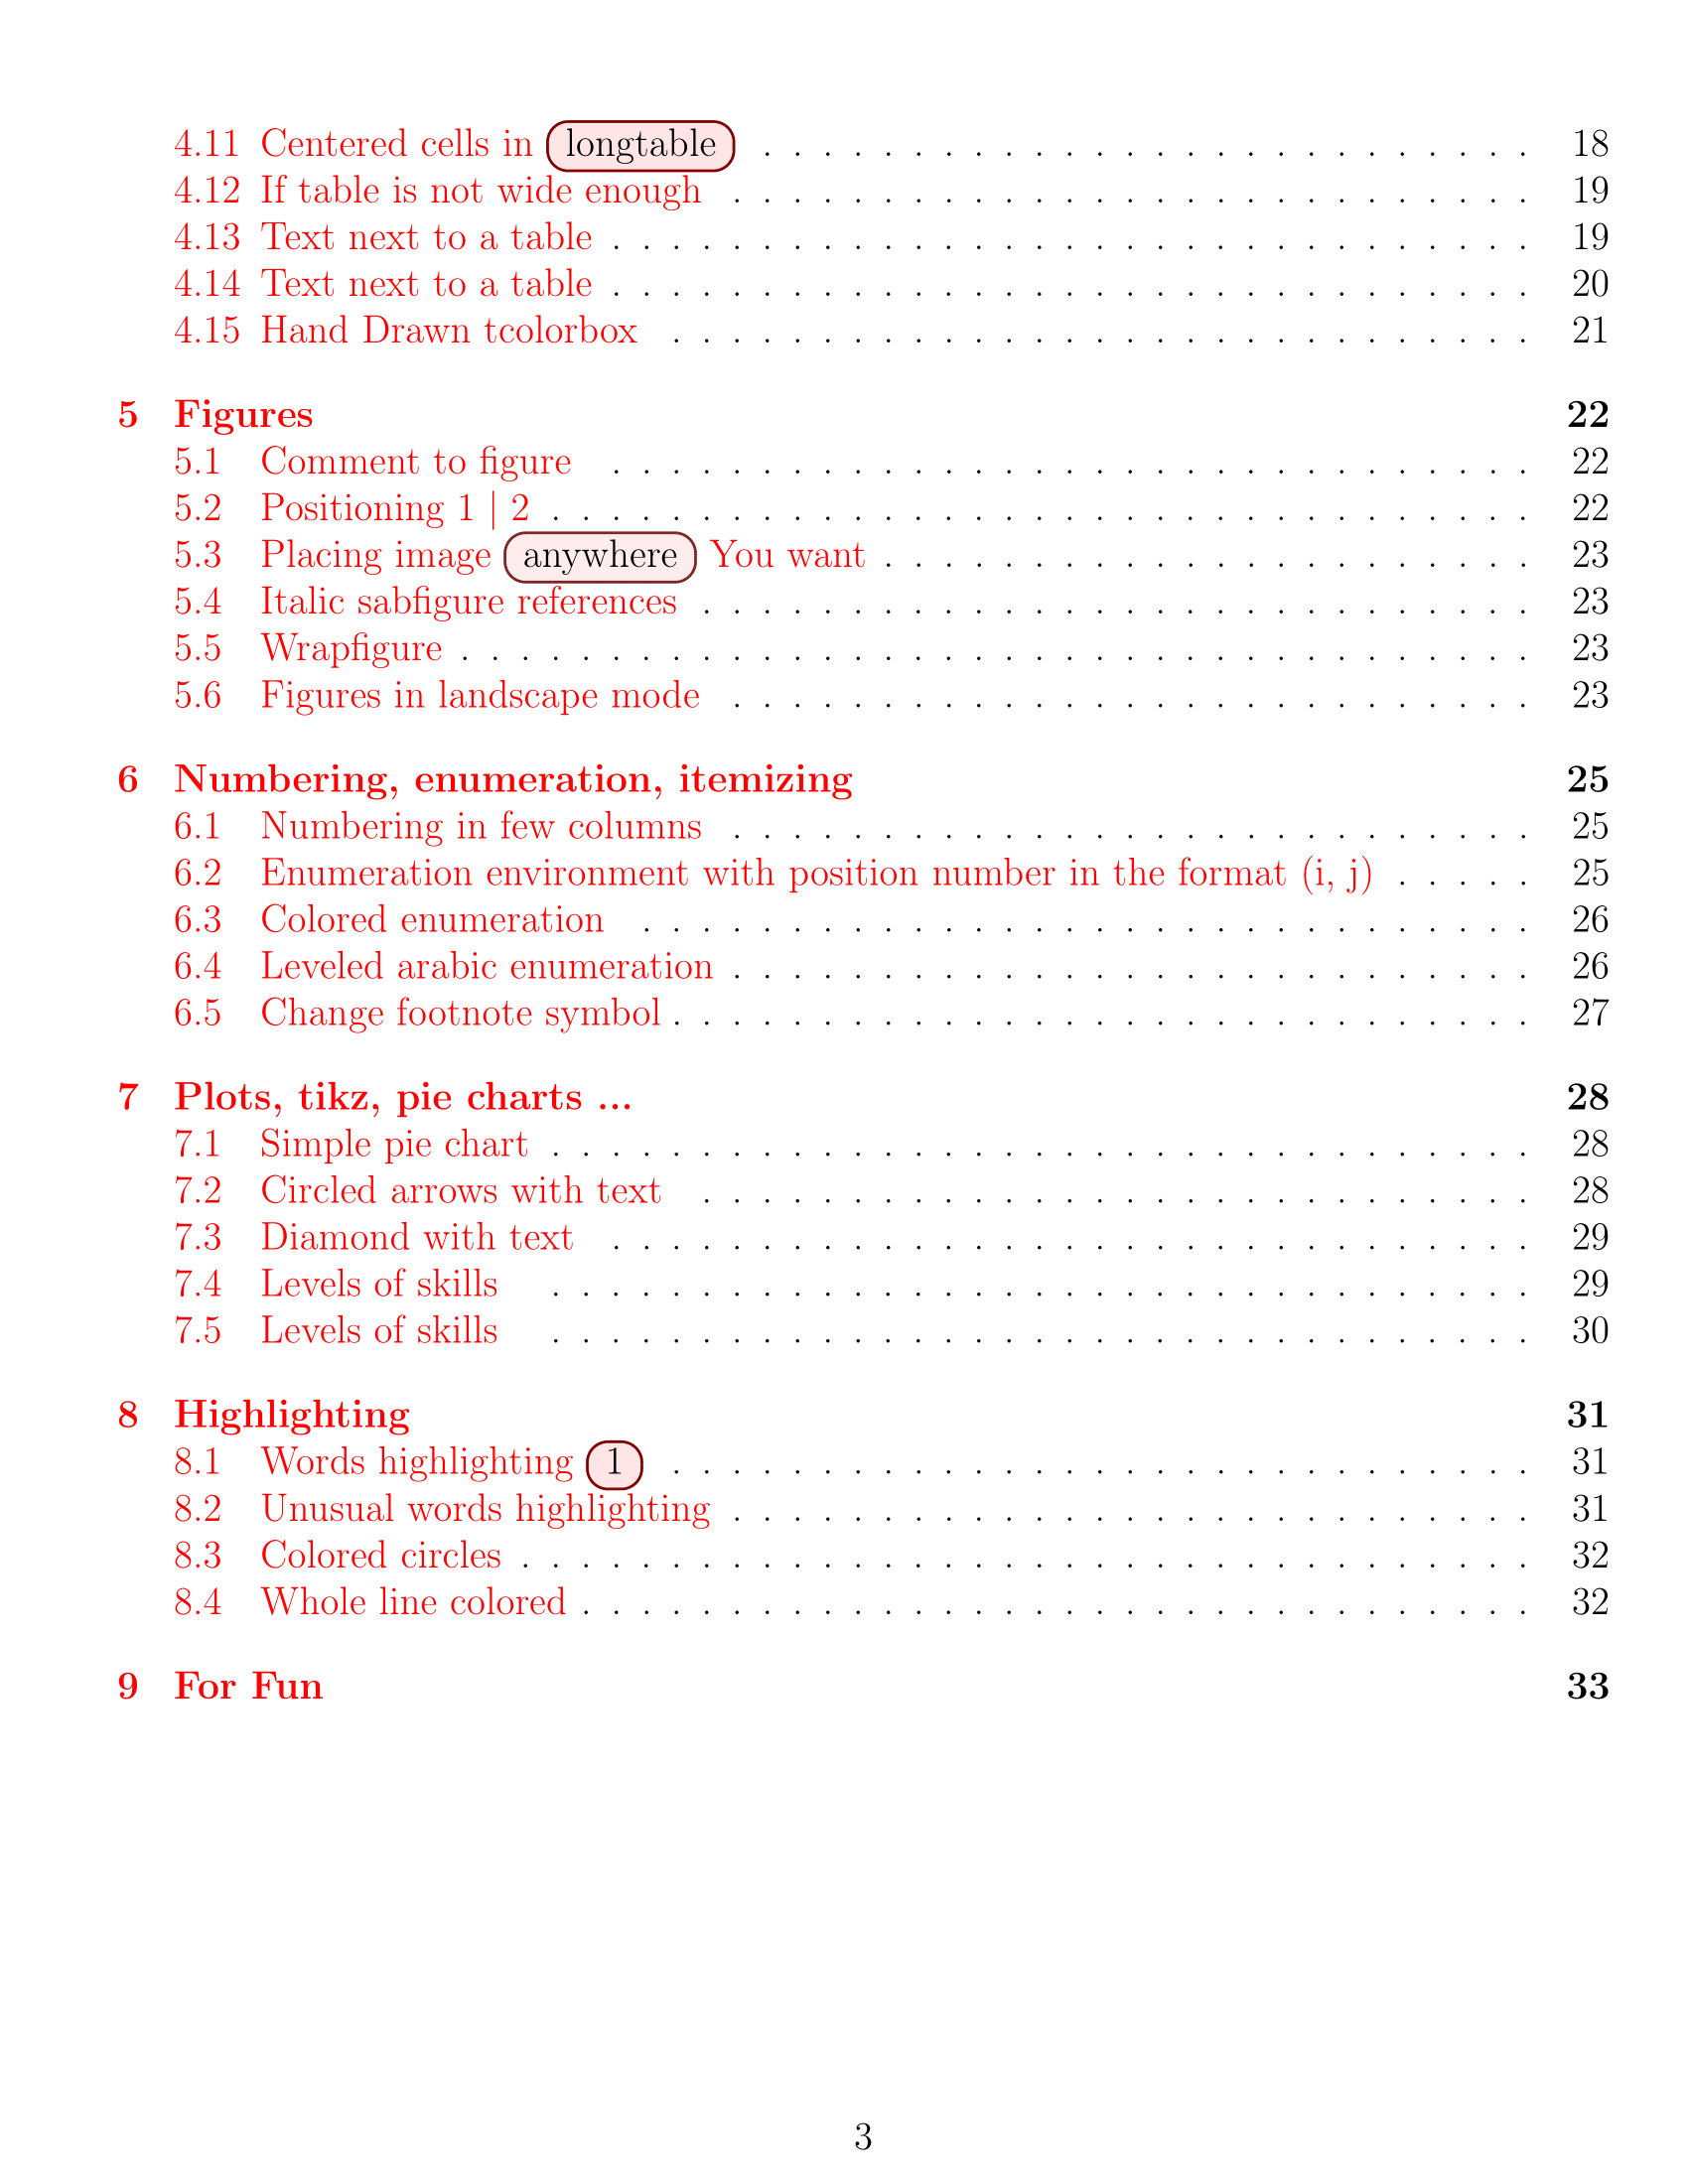 4.11 Centered cells in longtable . . . . . . . . . . . . . . . . . . . . . . . . . . 18
4.12 If table is not wide enough . . . . . . . . . . . . . . . . . . . . . . . . . . . 19
4.13 Text next to a table . . . . . . . . . . . . . . . . . . . . . . . . . . . . . . . 19
4.14 Text next to a table . . . . . . . . . . . . . . . . . . . . . . . . . . . . . . . 20
4.15 Hand Drawn tcolorbox . . . . . . . . . . . . . . . . . . . . . . . . . . . . . 21
5 Figures 22
5.1 Comment to figure . . . . . . . . . . . . . . . . . . . . . . . . . . . . . . . 22
5.2 Positioning 1 | 2 . . . . . . . . . . . . . . . . . . . . . . . . . . . . . . . . . 22
5.3 Placing image anywhere You want . . . . . . . . . . . . . . . . . . . . . . 23
5.4 Italic sabfigure references . . . . . . . . . . . . . . . . . . . . . . . . . . . . 23
5.5 Wrapfigure . . . . . . . . . . . . . . . . . . . . . . . . . . . . . . . . . . . . 23
5.6 Figures in landscape mode . . . . . . . . . . . . . . . . . . . . . . . . . . . 23
6 Numbering, enumeration, itemizing 25
6.1 Numbering in few columns . . . . . . . . . . . . . . . . . . . . . . . . . . . 25
6.2 Enumeration environment with position number in the format (i, j) . . . . . 25
6.3 Colored enumeration . . . . . . . . . . . . . . . . . . . . . . . . . . . . . . 26
6.4 Leveled arabic enumeration . . . . . . . . . . . . . . . . . . . . . . . . . . . 26
6.5 Change footnote symbol . . . . . . . . . . . . . . . . . . . . . . . . . . . . . 27
7 Plots, tikz, pie charts ... 28
7.1 Simple pie chart . . . . . . . . . . . . . . . . . . . . . . . . . . . . . . . . . 28
7.2 Circled arrows with text . . . . . . . . . . . . . . . . . . . . . . . . . . . . 28
7.3 Diamond with text . . . . . . . . . . . . . . . . . . . . . . . . . . . . . . . 29
7.4 Levels of skills . . . . . . . . . . . . . . . . . . . . . . . . . . . . . . . . . 29
7.5 Levels of skills . . . . . . . . . . . . . . . . . . . . . . . . . . . . . . . . . 30
8 Highlighting 31
8.1 Words highlighting 1 . . . . . . . . . . . . . . . . . . . . . . . . . . . . . 31
8.2 Unusual words highlighting . . . . . . . . . . . . . . . . . . . . . . . . . . . 31
8.3 Colored circles . . . . . . . . . . . . . . . . . . . . . . . . . . . . . . . . . . 32
8.4 Whole line colored . . . . . . . . . . . . . . . . . . . . . . . . . . . . . . . . 32
9 For Fun 33
3